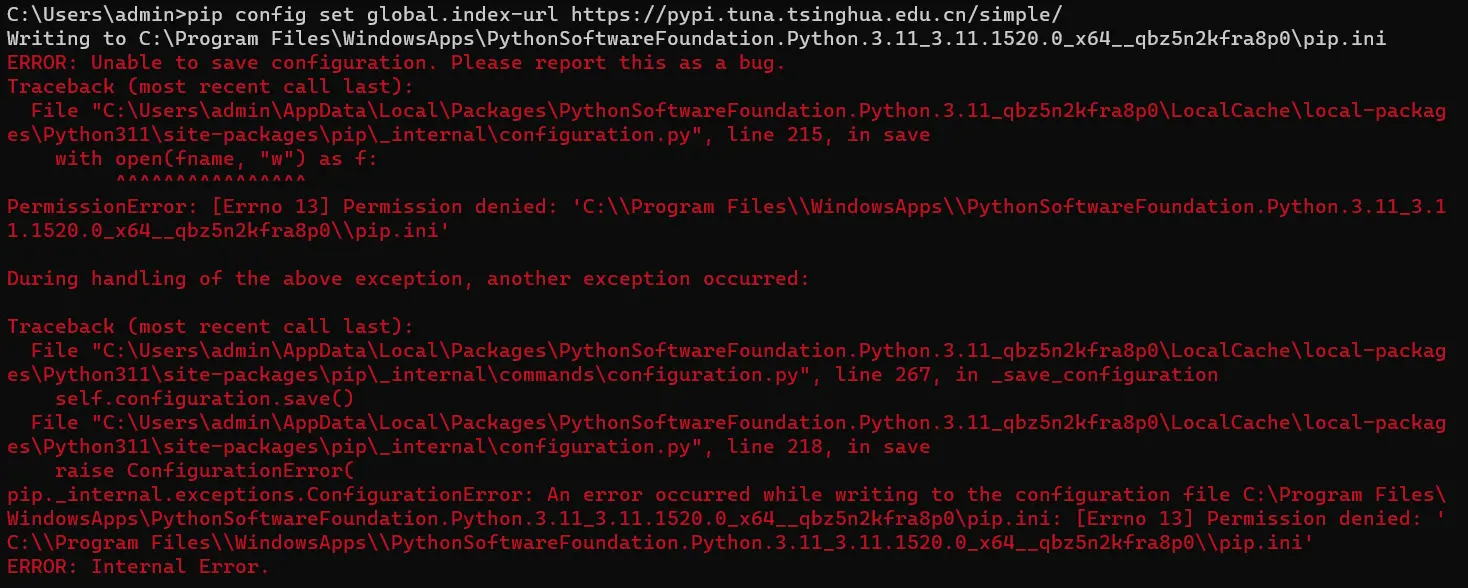 C:\Users\admin>pip config set global.index-url https://pypi.tuna.tsinghua.edu.cn/simple/
Writing to C:\Program Files\WindowsApps\PythonSoftwareFoundation.Python.3.11_3.11.1520.0_x64__qbz5n2kfra8p0\pip.ini
ERROR: Unable to save configuration. Please report this as a bug.
Traceback (most recent call last):
  File "C:\Users\admin\AppData\Local\Packages\PythonSoftwareFoundation.Python.3.11_qbz5n2kfra8p0\LocalCache\local-packag
es\Python311\site-packages\pip\_internal\configuration.py", line 215, in save
    with open(fname, "w") as f:
         ^^^^^^^^^^^^^^^^
PermissionError: [Errno 13] Permission denied: 'C:\\Program Files\\WindowsApps\\PythonSoftwareFoundation.Python.3.11_3.1
1.1520.0_x64__qbz5n2kfra8p0\\pip.ini'
During handling of the above exception, another exception occurred:
Traceback (most recent call last):
  File "C:\Users\admin\AppData\Local\Packages\PythonSoftwareFoundation.Python.3.11_qbz5n2kfra8p0\LocalCache\local-packag
es\Python311\site-packages\pip\_internal\commands\configuration.py", line 267, in _save_configuration
    self.configuration.save()
  File "C:\Users\admin\AppData\Local\Packages\PythonSoftwareFoundation.Python.3.11_qbz5n2kfra8p0\LocalCache\local-packag
es\Python311\site-packages\pip\_internal\configuration.py", line 218, in save
    raise ConfigurationError(
pip._internal.exceptions.ConfigurationError: An error occurred while writing to the configuration file C:\Program Files\
WindowsApps\PythonSoftwareFoundation.Python.3.11_3.11.1520.0_x64__qbz5n2kfra8p0\pip.ini: [Errno 13] Permission denied: '
C:\\Program Files\\WindowsApps\\PythonSoftwareFoundation.Python.3.11_3.11.1520.0_x64__qbz5n2kfra8p0\\pip.ini'
ERROR: Internal Error.